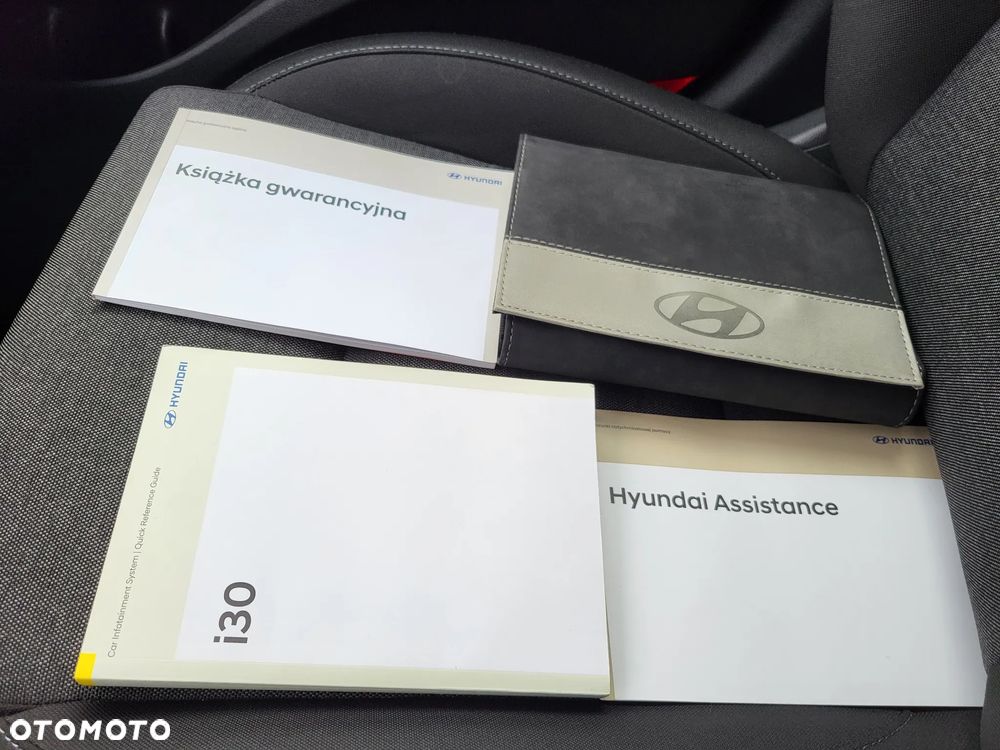 HYUNDAI
Książka gwarancyjna
HYUNDAI
Car Infotainment System | Quick Reference Guide
i30
HYUNDAI
Hyundai Assistance
OTOMOTO